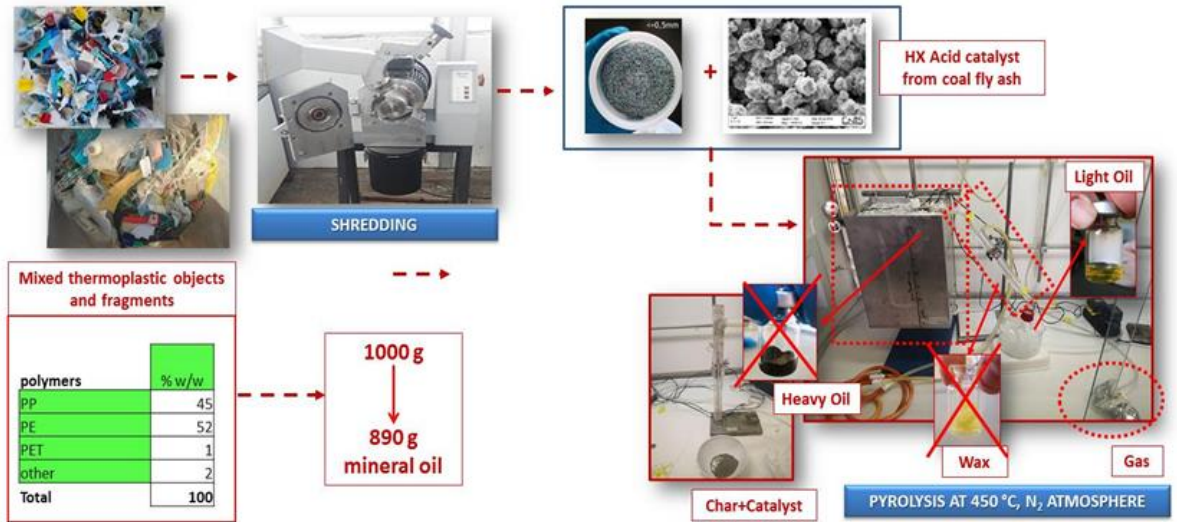 <=0,5mm
+
HX Acid catalyst
from coal fly ash
SHREDDING
Mixed thermoplastic objects
and fragments
polymers % w/w
PP 45
PE 52
PET 1
other 2
Total 100
1000 g
890 g
mineral oil
Light Oil
Heavy Oil
Wax
Gas
Char+Catalyst
PYROLYSIS AT 450 °C, N₂ ATMOSPHERE